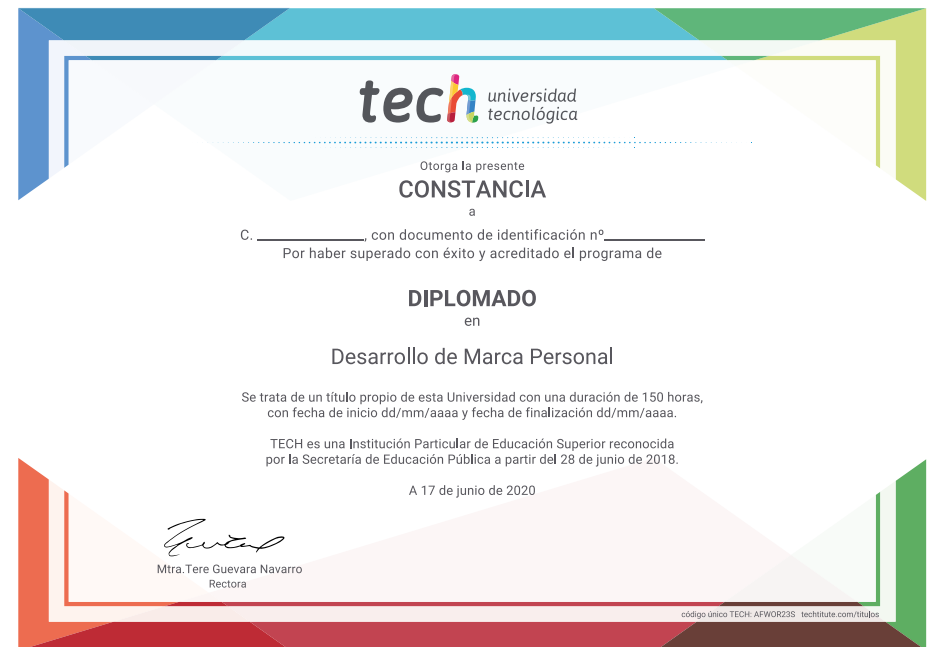 tech universidad
tecnológica
Otorga la presente
CONSTANCIA
a
C. ______________, con documento de identificación nº_____________
Por haber superado con éxito y acreditado el programa de
DIPLOMADO
en
Desarrollo de Marca Personal
Se trata de un título propio de esta Universidad con una duración de 150 horas,
con fecha de inicio dd/mm/aaaa y fecha de finalización dd/mm/aaaa.
TECH es una Institución Particular de Educación Superior reconocida
por la Secretaría de Educación Pública a partir del 28 de junio de 2018.
A 17 de junio de 2020
Mtra.Tere Guevara Navarro
Rectora
código único TECH: AFWOR23S techtitute.com/titulos